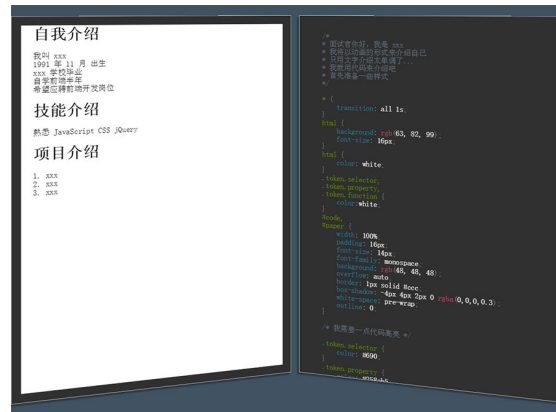 自我介绍
我叫 xxx
1991 年 11 月 出生
xxx 学校毕业
自学前端半年
希望应聘前端开发岗位
技能介绍
熟悉 JavaScript CSS jQuery
项目介绍
1. xxx
2. xxx
3. xxx
/*
* 面试官你好，我是 xxx
* 我将以动画的形式来介绍自己
* 只用文字介绍太单调了...
* 我就用代码来介绍吧
* 首先准备一些样式
*/
* {
transition: all 1s;
}
html {
background: rgb(63, 82, 99);
font-size: 16px;
}
html {
color: white;
}
.token.selector,
.token.property,
.token.function {
color:white;
}
#code,
#paper {
width: 100%
padding: 16px;
font-size: 14px;
font-family: monospace;
background: rgb(48, 48, 48);
overflow: auto;
border: 1px solid #ccc;
box-shadow: -4px 4px 2px 0 rgba(0,0,0,0.3);
white-space: pre-wrap;
outline: 0;
}
/* 我需要一点代码高亮 */
.token.selector {
color: #690;
}
.token.property {